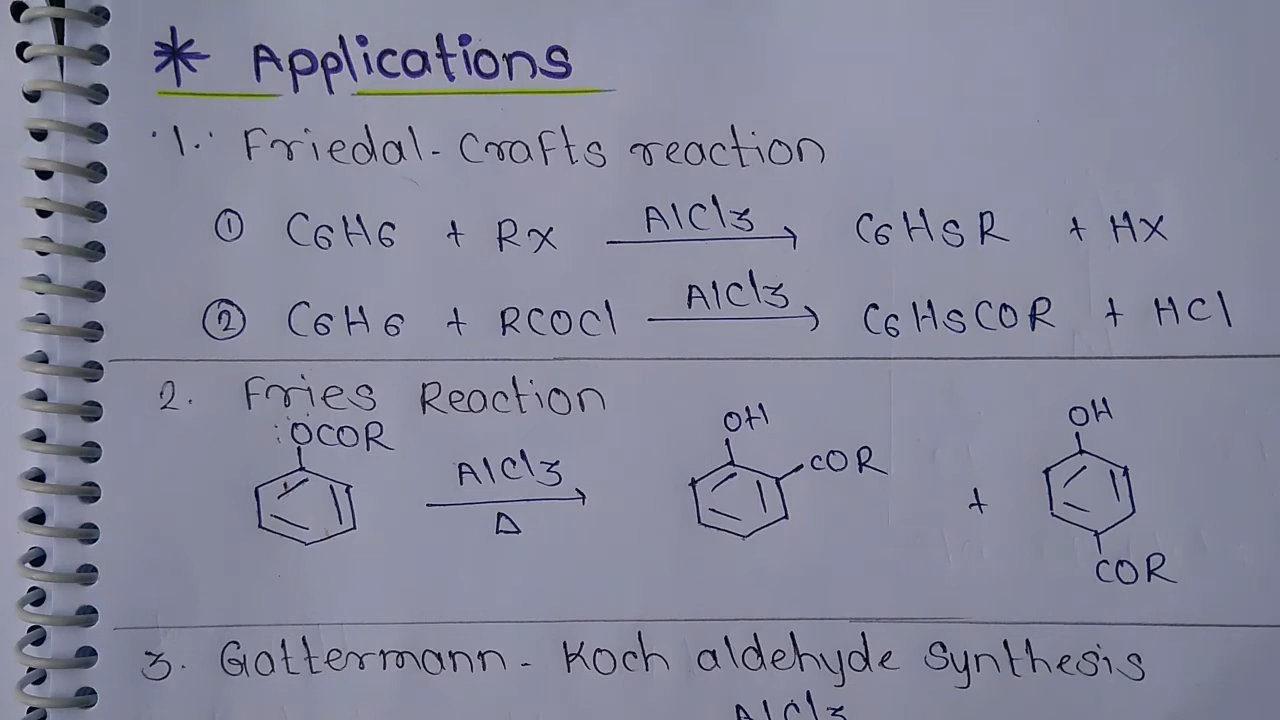 * Applications
1. Friedal-Crafts reaction
① C6H6 + RX AlCl3 → C6H5R + HX
② C6H6 + RCOCl AlCl3 → C6H5COR + HCl
2. Fries Reaction
OCOR AlCl3 → Δ OH COR + OH COR
3. Gattermann-Koch aldehyde synthesis
AlCl3